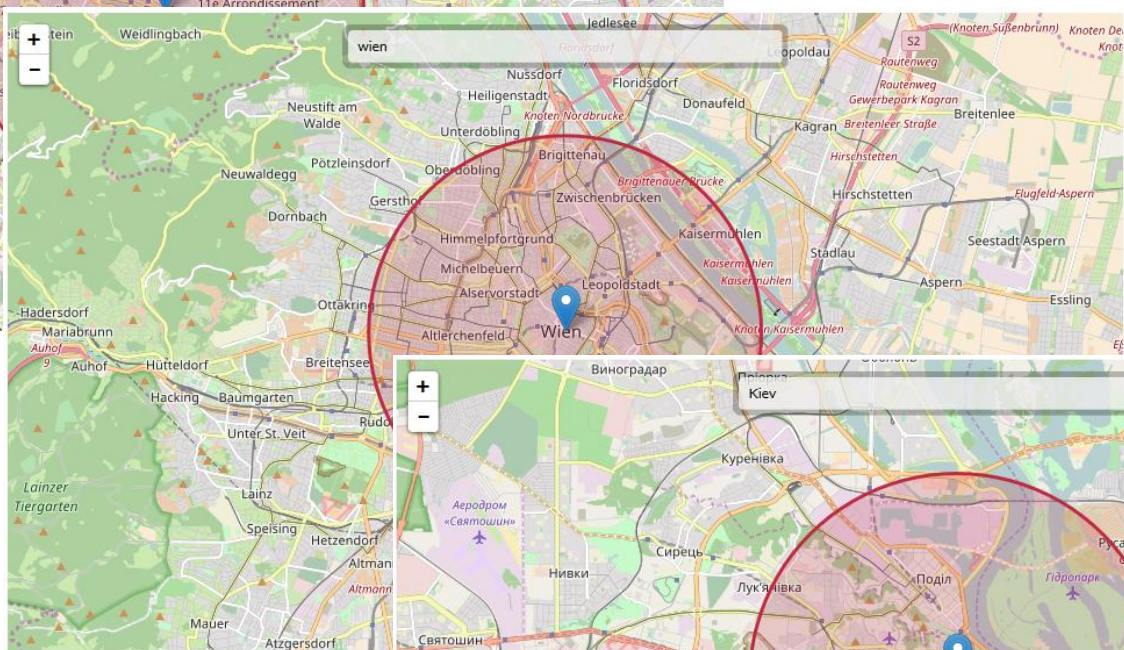 11e Arrondissement
+
−
wien
Weidlingbach
Jedlesee
Floridsdorf
Leopoldau
S2
(Knoten Süßenbrunn)
Rautenweg
Nussdorf
Floridsdorf
Heiligenstadt
Donaufeld
Rautenweg
Gewerbepark Kagran
Neustift am
Walde
Knoten Nordbrücke
Breitenlee
Unterdöbling
Kagran
Breitenleer Straße
Pötzleinsdorf
Brigittenau
Hirschstetten
Oberdöbling
Neuwaldegg
Brigittenauer Brücke
Gersthof
Zwischenbrücken
Hirschstetten
Flugfeld-Aspern
Dornbach
Himmelpfortgrund
Kaisermühlen
Seestadt Aspern
Stadlau
Michelbeuern
Kaisermühlen
Kaisermühlen
Leopoldstadt
Aspern
Alservorstadt
Essling
Ottakring
Hadersdorf
Mariabrunn
Altlerchenfeld
Wien
Knoten Kaisermühlen
Auhof
9
Auhof
Hütteldorf
Breitensee
Hacking
Baumgarten
Unter St. Veit
Lainzer
Tiergarten
Lainz
Speising
Hetzendorf
Mauer
Atzgersdorf
+
−
Kiev
Виноградар
Пріорка
Куренівка
Аеродром
«Святошин»
Сирець
Нивки
Лук'янівка
Поділ
Гідропарк
Святошин